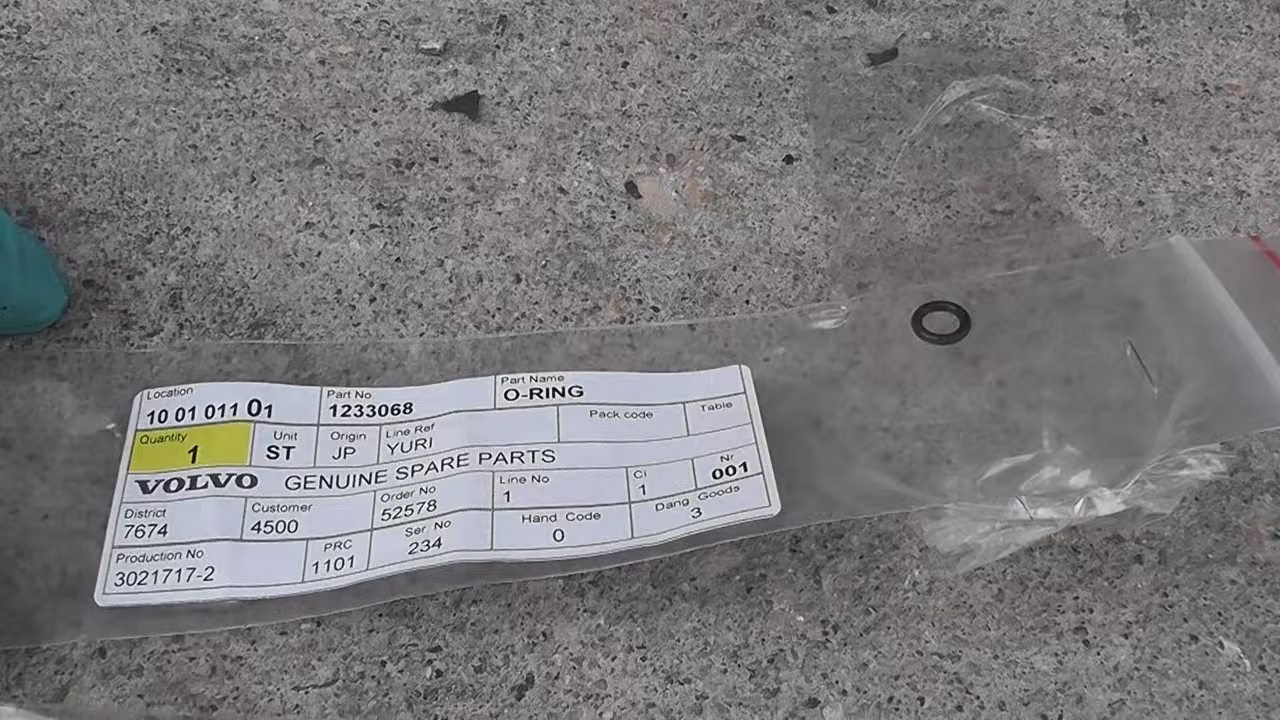 Location Part No Part Name
10 01 011 01 1233068 O-RING
Quantity Unit Origin Line Ref Pack code Table
1 ST JP YURI
VOLVO GENUINE SPARE PARTS
District Customer Order No Line No CI Nr
7674 4500 52578 1 1 001
Production No PRC Ser No Hand Code Dang Goods
3021717-2 1101 234 0 3